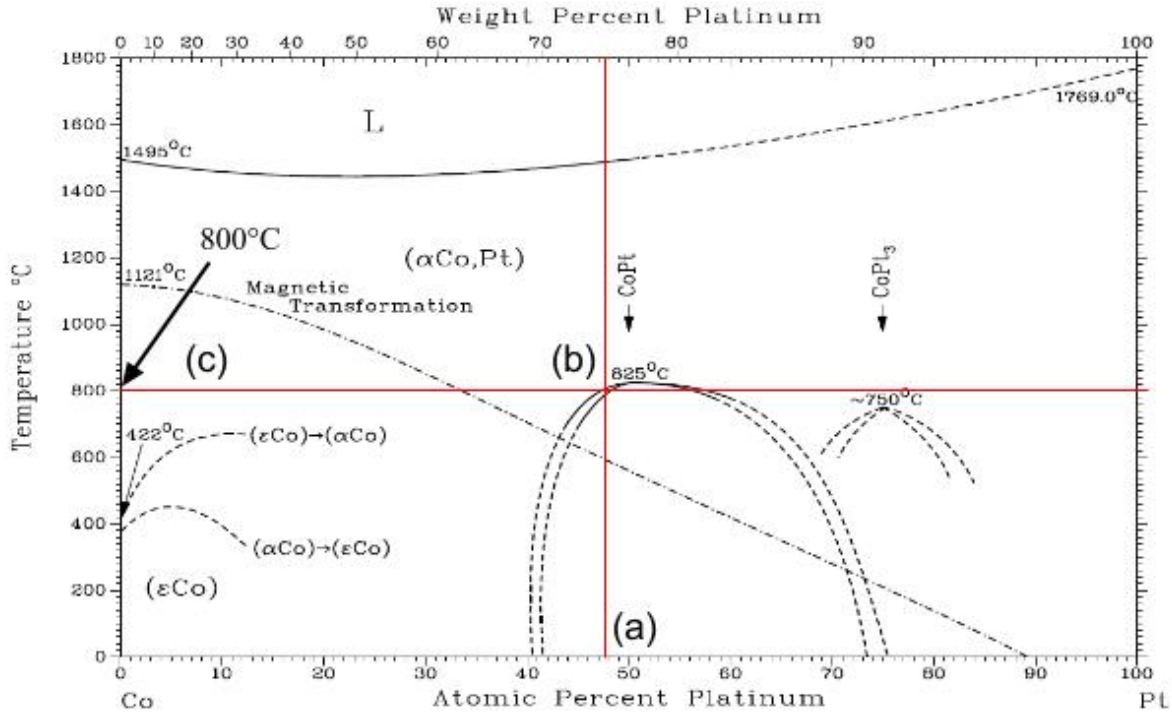 Weight Percent Platinum
0 10 20 30 40 50 60 70 80 90 100
1800
1600
1400
1200
1000
800
600
400
200
0
Temperature °C
L
1769.0°C
1495°C
800°C
(αCo,Pt)
CoPt
CoPt₃
1121°C
Magnetic
Transformation
(c)
(b)
825°C
~750°C
422°C
(εCo)→(αCo)
(αCo)→(εCo)
(εCo)
(a)
0 10 20 30 40 50 60 70 80 90 100
Co
Atomic Percent Platinum
Pt